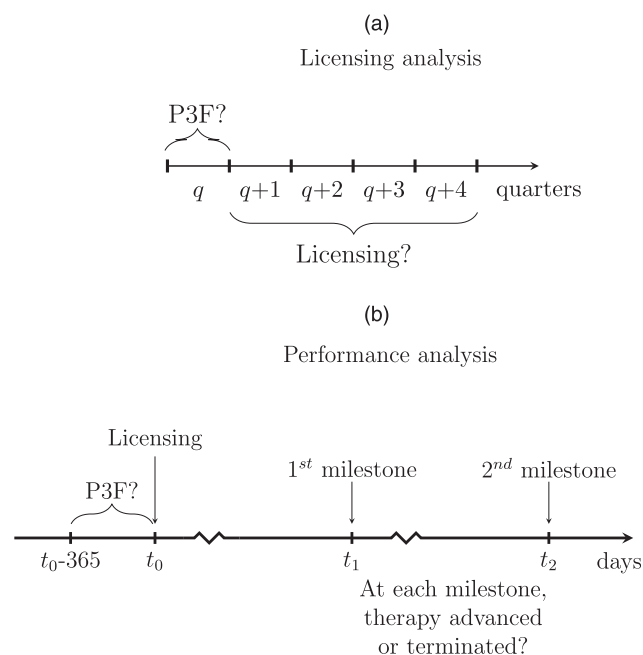 (a)
Licensing analysis
P3F?
q q+1 q+2 q+3 q+4 quarters
Licensing?
(b)
Performance analysis
Licensing
1st milestone 2nd milestone
P3F?
t0-365 t0 t1 t2 days
At each milestone,
therapy advanced
or terminated?